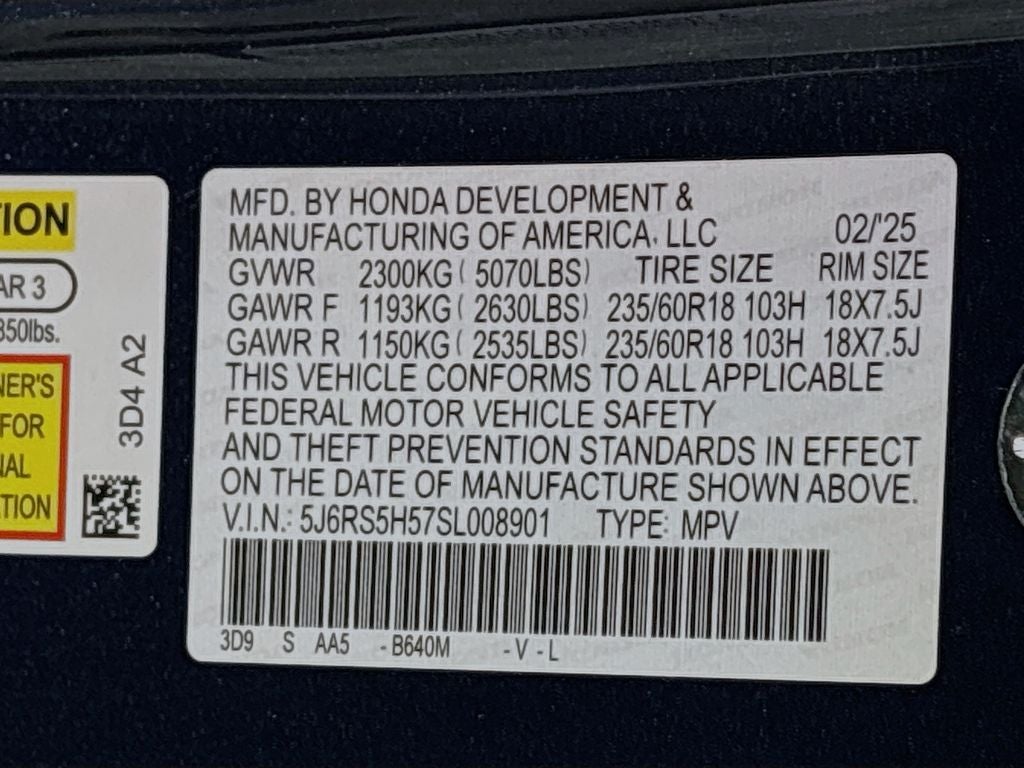 TION
AR 3
850lbs.
NER'S
FOR
NAL
TION
3D4 A2
MFD. BY HONDA DEVELOPMENT &
MANUFACTURING OF AMERICA, LLC 02/'25
GVWR 2300KG ( 5070LBS) TIRE SIZE RIM SIZE
GAWR F 1193KG ( 2630LBS) 235/60R18 103H 18X7.5J
GAWR R 1150KG ( 2535LBS) 235/60R18 103H 18X7.5J
THIS VEHICLE CONFORMS TO ALL APPLICABLE
FEDERAL MOTOR VEHICLE SAFETY
AND THEFT PREVENTION STANDARDS IN EFFECT
ON THE DATE OF MANUFACTURE SHOWN ABOVE.
V.I.N.: 5J6RS5H57SL008901 TYPE: MPV
3D9 S AA5 - B640M - V - L